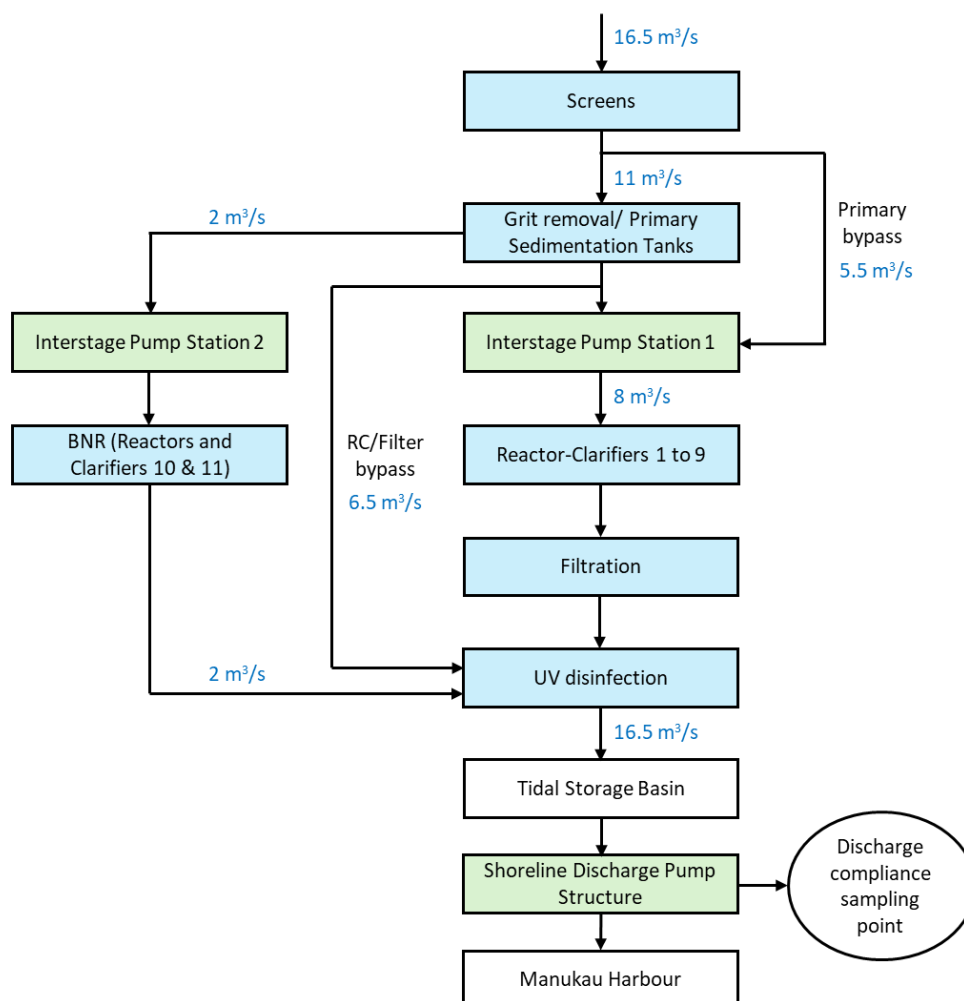 16.5 m³/s
Screens
11 m³/s
2 m³/s
Grit removal/ Primary
Sedimentation Tanks
Primary
bypass
5.5 m³/s
Interstage Pump Station 2
Interstage Pump Station 1
8 m³/s
BNR (Reactors and
Clarifiers 10 & 11)
RC/Filter
bypass
6.5 m³/s
Reactor-Clarifiers 1 to 9
Filtration
2 m³/s
UV disinfection
16.5 m³/s
Tidal Storage Basin
Shoreline Discharge Pump
Structure
Discharge
compliance
sampling
point
Manukau Harbour